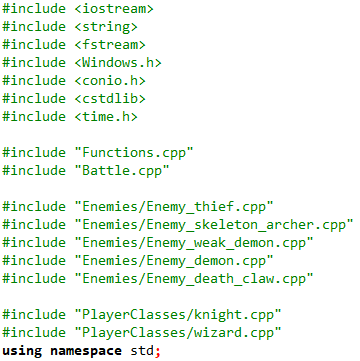 #include <iostream>
#include <string>
#include <fstream>
#include <Windows.h>
#include <conio.h>
#include <cstdlib>
#include <time.h>
#include "Functions.cpp"
#include "Battle.cpp"
#include "Enemies/Enemy_thief.cpp"
#include "Enemies/Enemy_skeleton_archer.cpp"
#include "Enemies/Enemy_weak_demon.cpp"
#include "Enemies/Enemy_demon.cpp"
#include "Enemies/Enemy_death_claw.cpp"
#include "PlayerClasses/knight.cpp"
#include "PlayerClasses/wizard.cpp"
using namespace std;